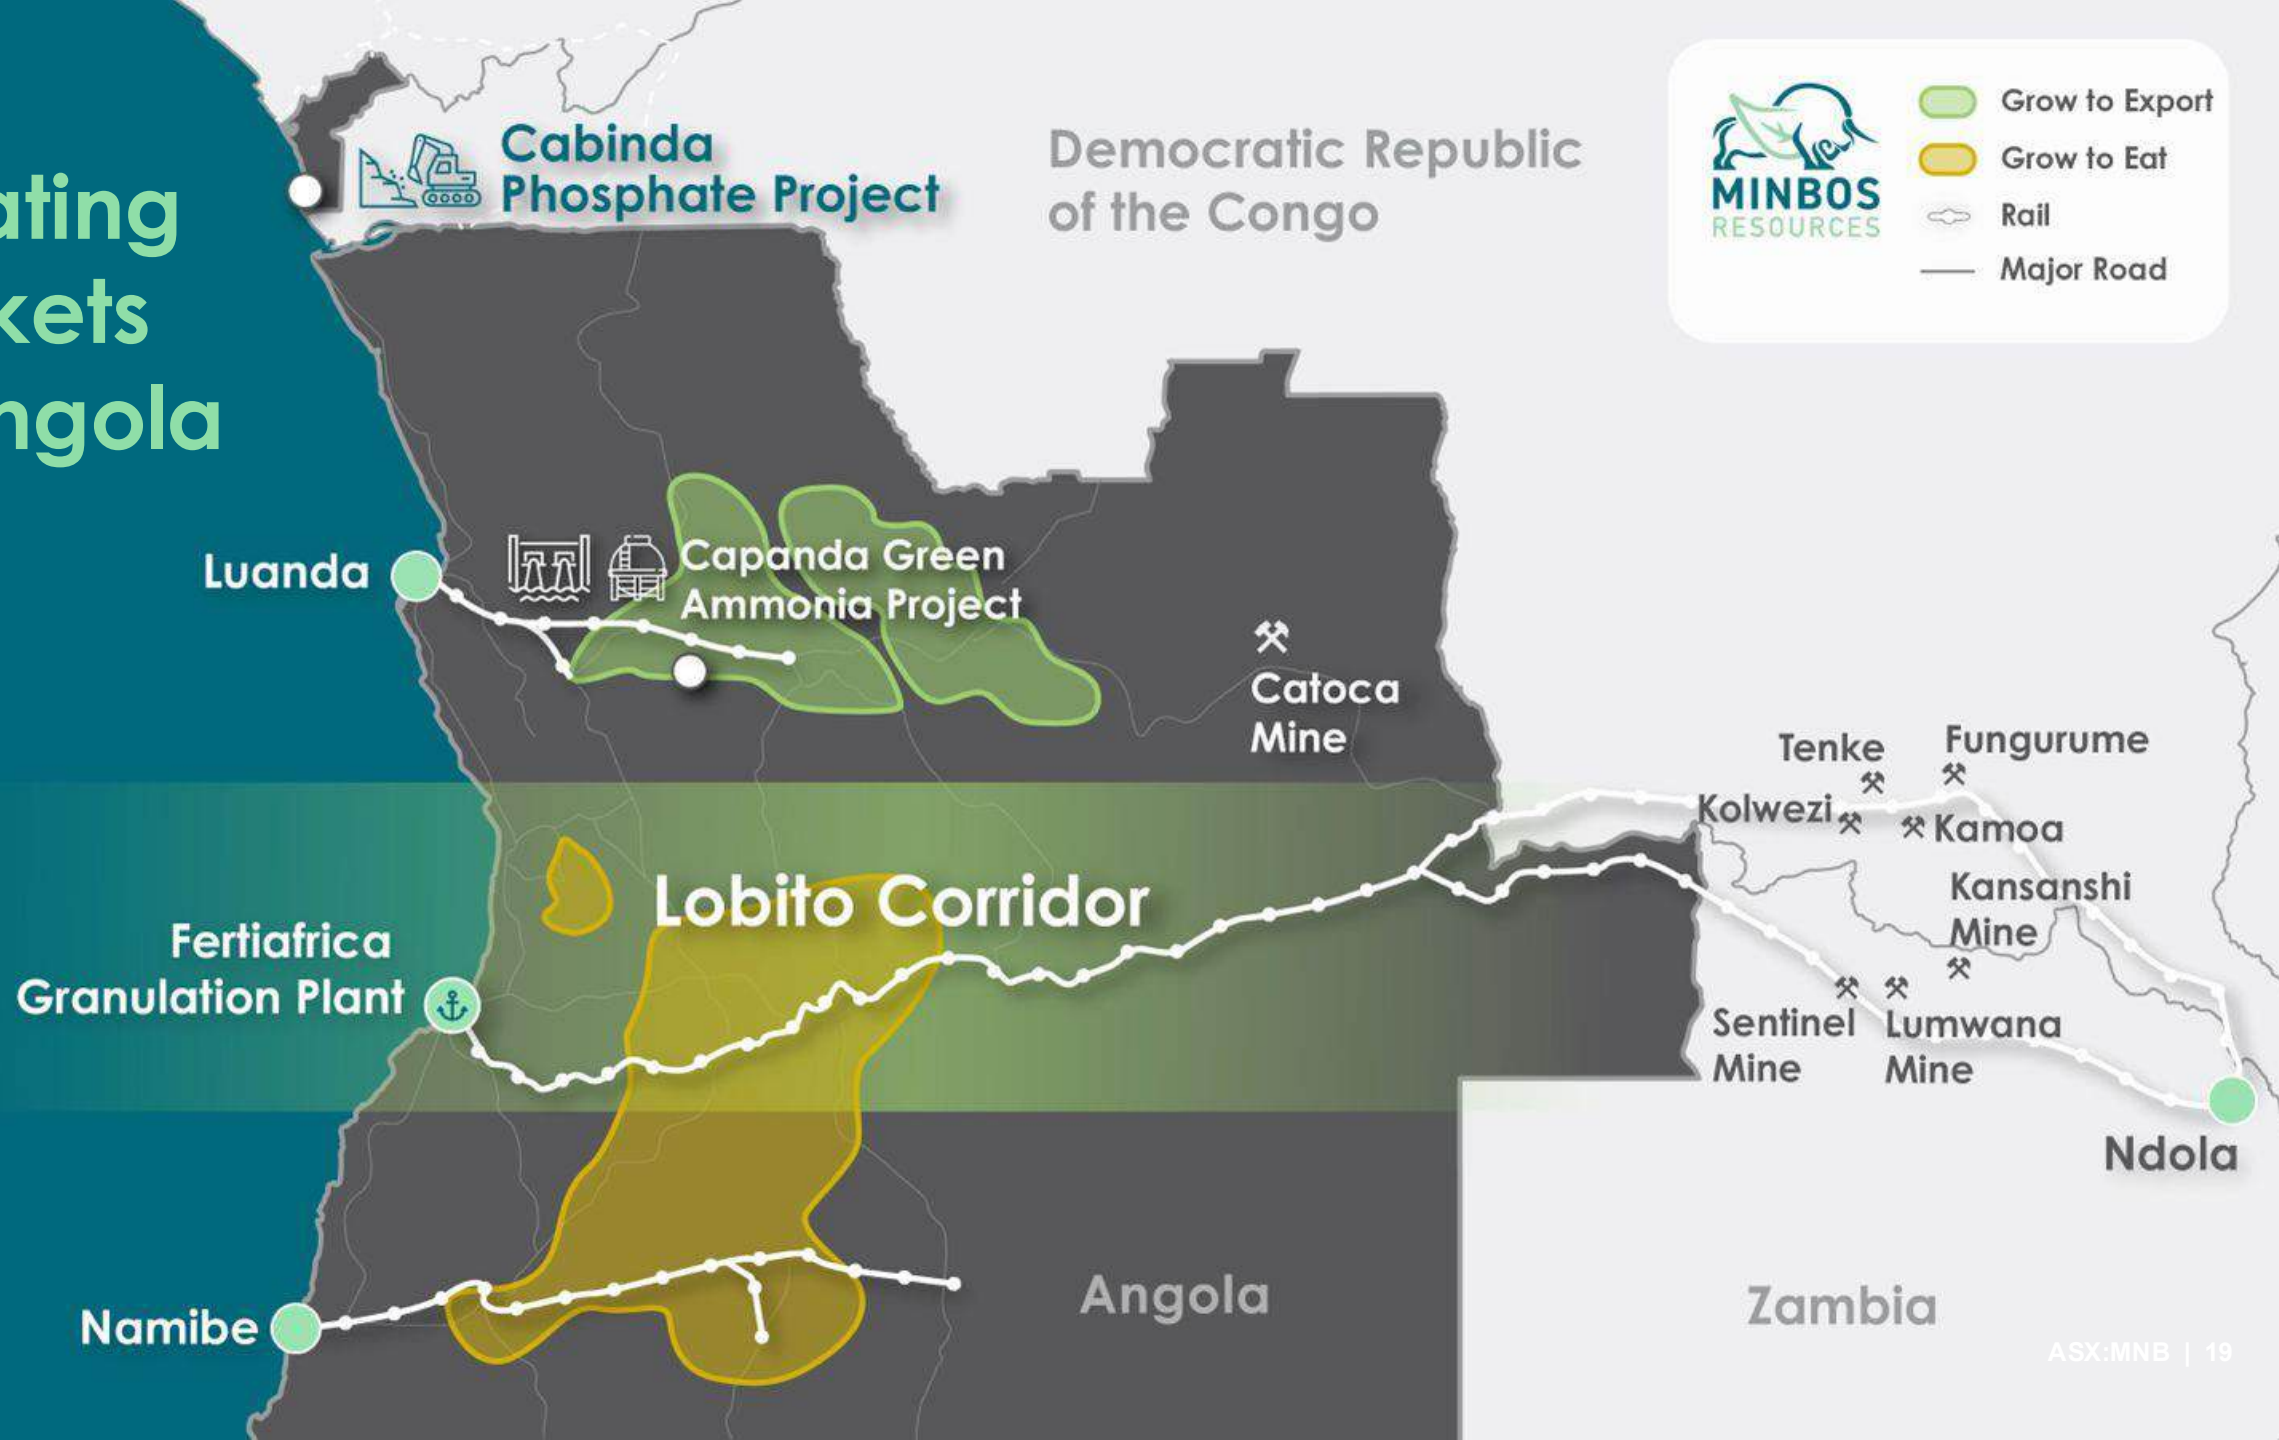 ating
kets
ngola
Cabinda
Phosphate Project
Democratic Republic
of the Congo
MINBOS
RESOURCES
Grow to Export
Grow to Eat
Rail
Major Road
Luanda
Capanda Green
Ammonia Project
Catoca
Mine
Tenke
Fungurume
Kolwezi
Kamoa
Kansanshi
Mine
Lobito Corridor
Fertiafrica
Granulation Plant
Sentinel
Mine
Lumwana
Mine
Ndola
Namibe
Angola
Zambia
ASX:MNB | 19